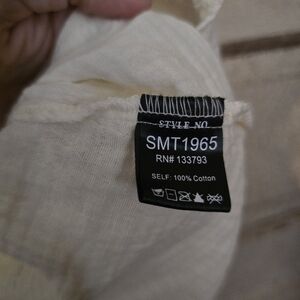 STYLE NO
SMT1965
RN# 133793
SELF: 100% Cotton